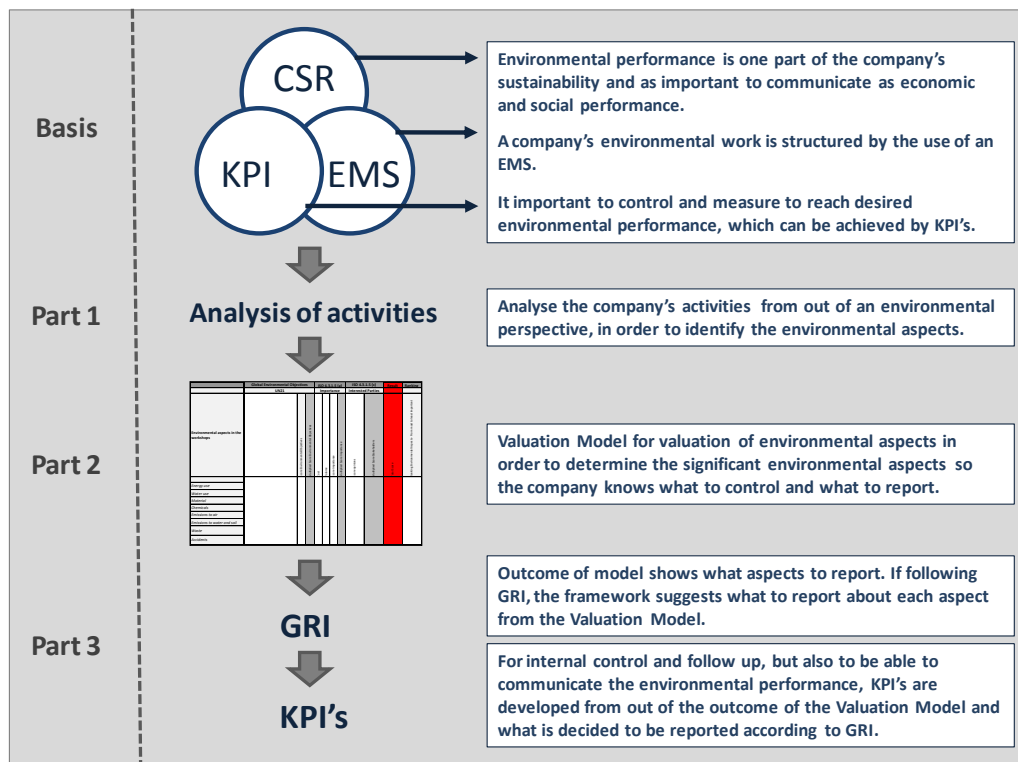 Basis
CSR
KPI
EMS
Environmental performance is one part of the company's
sustainability and as important to communicate as economic
and social performance.
A company's environmental work is structured by the use of an
EMS.
It important to control and measure to reach desired
environmental performance, which can be achieved by KPI's.
Part 1
Analysis of activities
Analyse the company's activities from out of an environmental
perspective, in order to identify the environmental aspects.
Part 2
Global Environmental Objectives
UNEP
Importance
Interested Parties
Environmental aspects in the
workshops
Energy use
Water use
Material
Chemicals
Emissions to air
Emissions to water and soil
Waste
Accidents
Valuation Model for valuation of environmental aspects in
order to determine the significant environmental aspects so
the company knows what to control and what to report.
Part 3
GRI
Outcome of model shows what aspects to report. If following
GRI, the framework suggests what to report about each aspect
from the Valuation Model.
KPI's
For internal control and follow up, but also to be able to
communicate the environmental performance, KPI's are
developed from out of the outcome of the Valuation Model and
what is decided to be reported according to GRI.